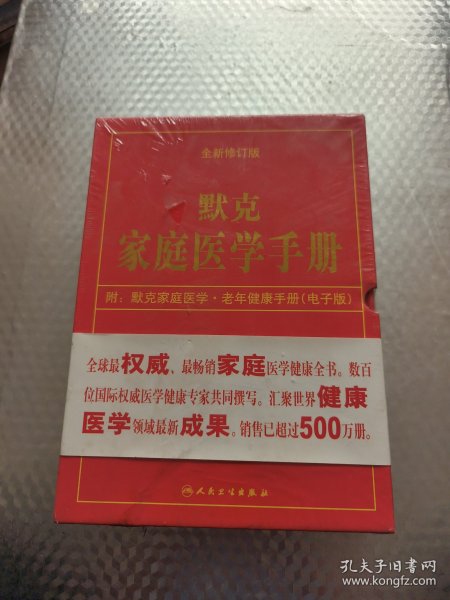 全新修订版
默克
家庭医学手册
附：默克家庭医学·老年健康手册（电子版）
全球最权威、最畅销家庭医学健康全书。数百
位国际权威医学健康专家共同撰写。汇聚世界健康
医学领域最新成果。销售已超过500万册。
人民卫生出版社
孔夫子旧书网
www.kongfz.com